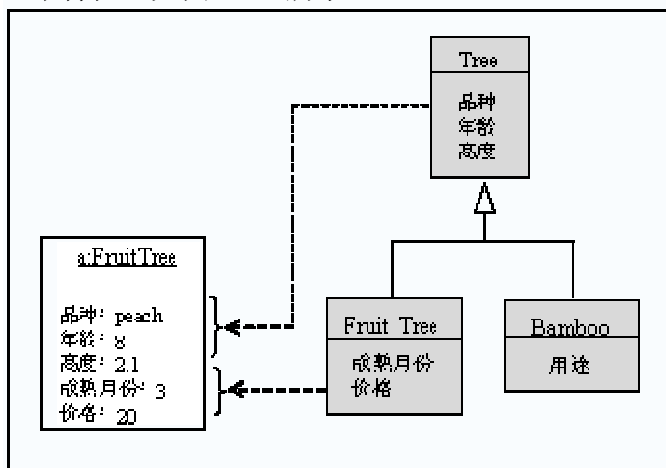 Tree
品种
年龄
高度
a:FruitTree
品种: peach
年龄: 8
高度: 2.1
成熟月份: 3
价格: 20
Fruit Tree
成熟月份
价格
Bamboo
用途